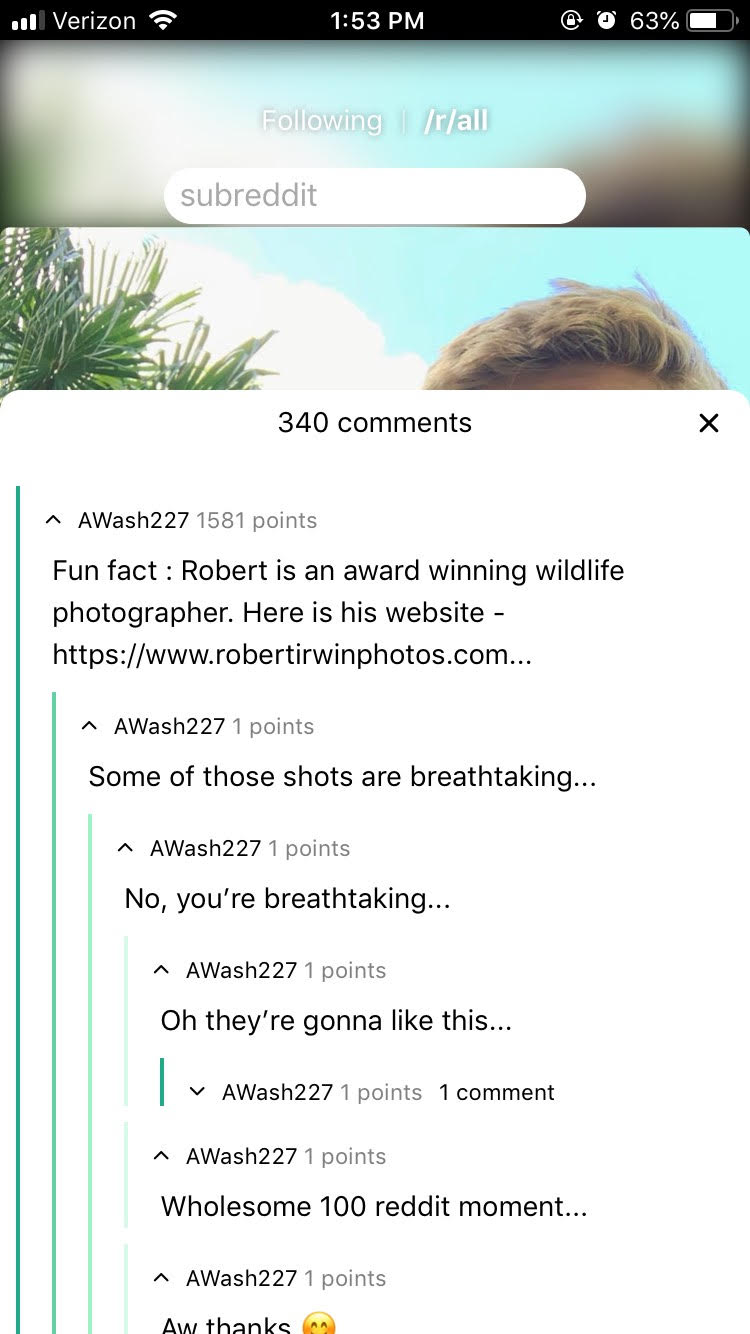 Verizon 1:53 PM 63%
Following | /r/all
subreddit
340 comments
AWash227 1581 points
Fun fact : Robert is an award winning wildlife
photographer. Here is his website -
https://www.robertirwinphotos.com...
AWash227 1 points
Some of those shots are breathtaking...
AWash227 1 points
No, you’re breathtaking...
AWash227 1 points
Oh they’re gonna like this...
AWash227 1 points 1 comment
AWash227 1 points
Wholesome 100 reddit moment...
AWash227 1 points
Aw thanks 😊